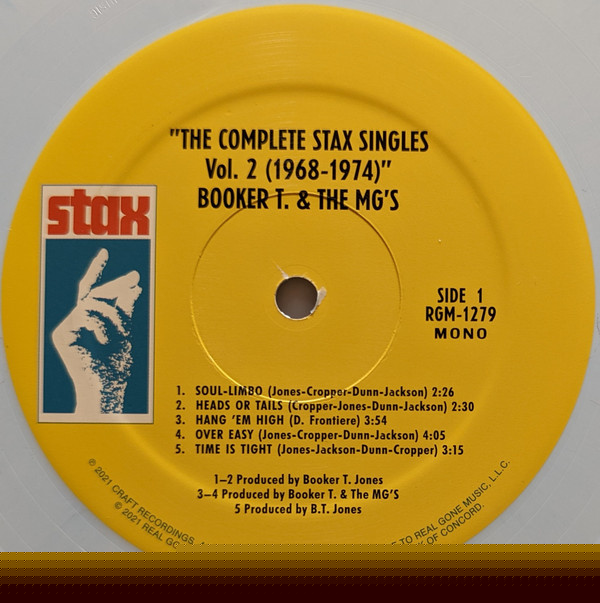 "THE COMPLETE STAX SINGLES
Vol. 2 (1968-1974)"
BOOKER T. & THE MG'S
stax
SIDE 1
RGM-1279
MONO
1. SOUL-LIMBO (Jones-Cropper-Dunn-Jackson) 2:26
2. HEADS OR TAILS (Cropper-Jones-Dunn-Jackson) 2:30
3. HANG 'EM HIGH (D. Frontiere) 3:54
4. OVER EASY (Jones-Cropper-Dunn-Jackson) 4:05
5. TIME IS TIGHT (Jones-Jackson-Dunn-Cropper) 3:15
1–2 Produced by Booker T. Jones
3–4 Produced by Booker T. & The MG'S
5 Produced by B.T. Jones
℗ 2021 CRAFT RECORDINGS,
© 2021 REAL
TO REAL GONE MUSIC, L.L.C.
OF CONCORD.